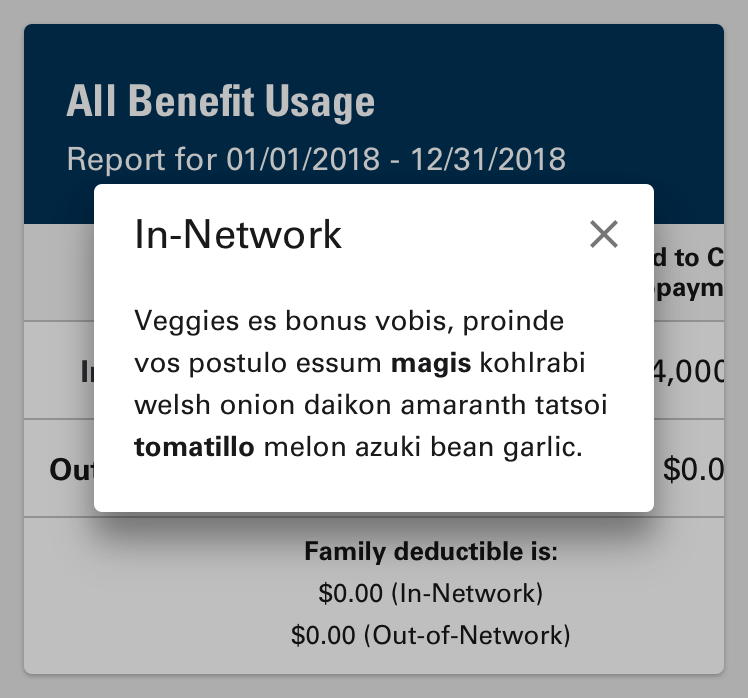 All Benefit Usage
Report for 01/01/2018 - 12/31/2018
In-Network
Veggies es bonus vobis, proinde
vos postulo essum magis kohlrabi
welsh onion daikon amaranth tatsoi
tomatillo melon azuki bean garlic.
d to C
paym
4,000
Out
$0.0
Family deductible is:
$0.00 (In-Network)
$0.00 (Out-of-Network)